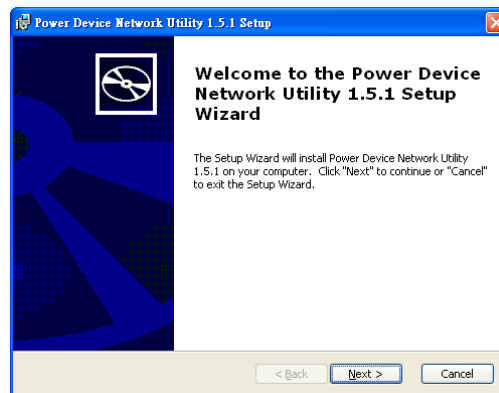 Power Device Network Utility 1.5.1 Setup
Welcome to the Power Device
Network Utility 1.5.1 Setup
Wizard
The Setup Wizard will install Power Device Network Utility
1.5.1 on your computer. Click "Next" to continue or "Cancel"
to exit the Setup Wizard.
< Back
Next >
Cancel